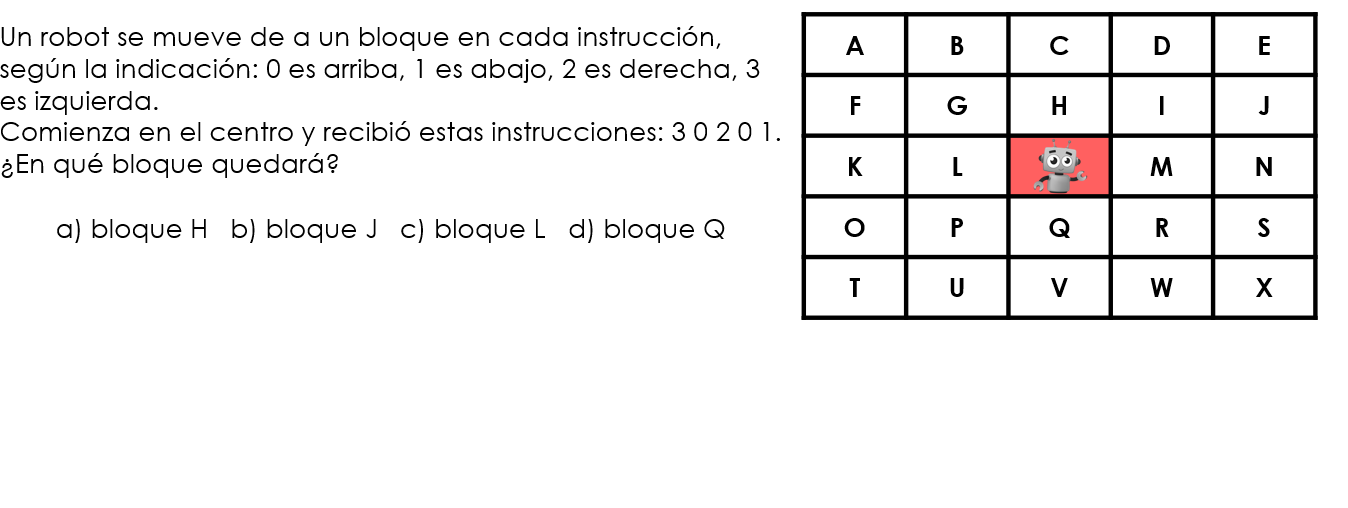 Un robot se mueve de a un bloque en cada instrucción,
según la indicación: 0 es arriba, 1 es abajo, 2 es derecha, 3
es izquierda.
Comienza en el centro y recibió estas instrucciones: 3 0 2 0 1.
¿En qué bloque quedará?
a) bloque H b) bloque J c) bloque L d) bloque Q
A B C D E
F G H I J
K L M N
O P Q R S
T U V W X